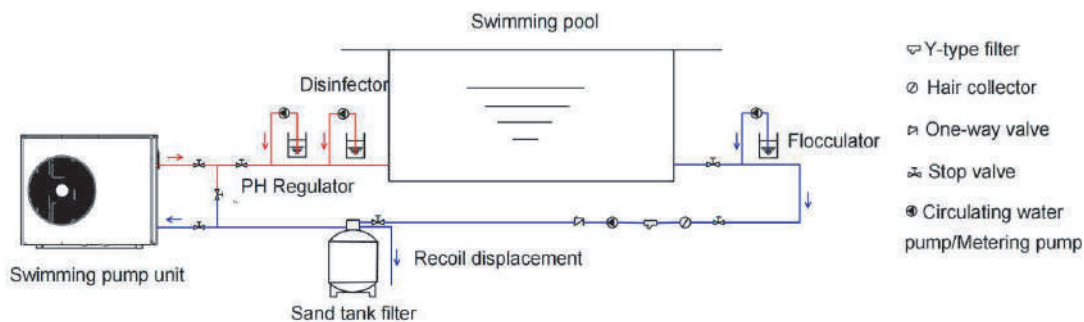 Swimming pool
Disinfector
PH Regulator
Flocculator
Recoil displacement
Swimming pump unit
Sand tank filter
Y-type filter
Hair collector
One-way valve
Stop valve
Circulating water
pump/Metering pump